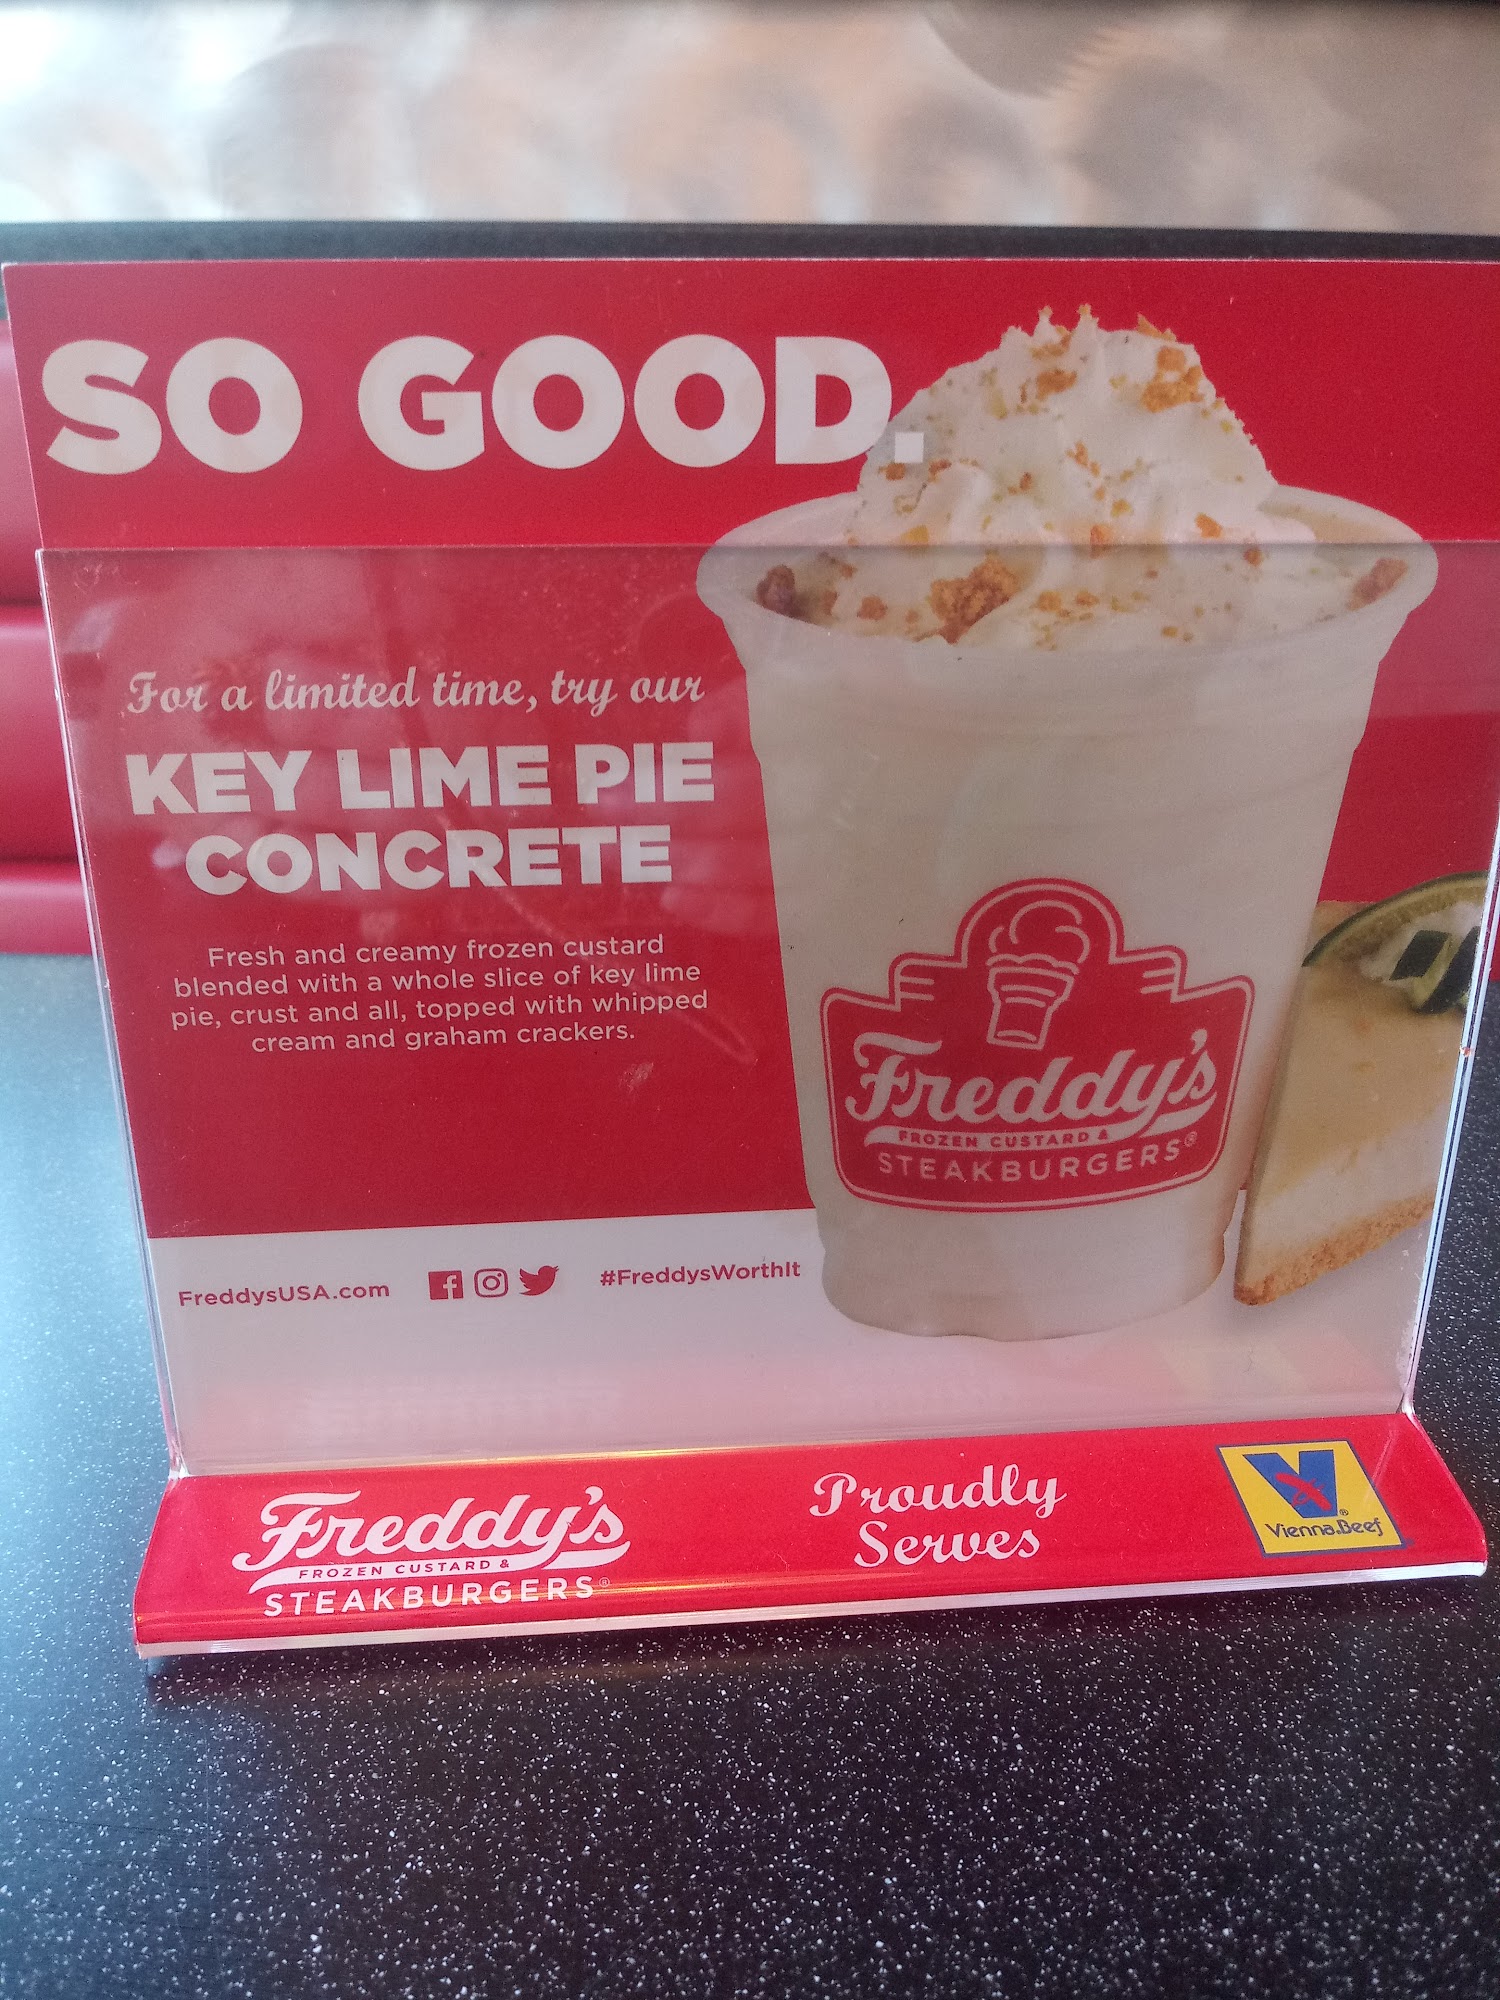 SO GOOD.
For a limited time, try our
KEY LIME PIE
CONCRETE
Fresh and creamy frozen custard
blended with a whole slice of key lime
pie, crust and all, topped with whipped
cream and graham crackers.
FreddysUSA.com #FreddysWorthIt
Freddy's
FROZEN CUSTARD &
STEAKBURGERS®
Freddy's
FROZEN CUSTARD &
STEAKBURGERS®
Proudly
Serves
V
Vienna.Beef®